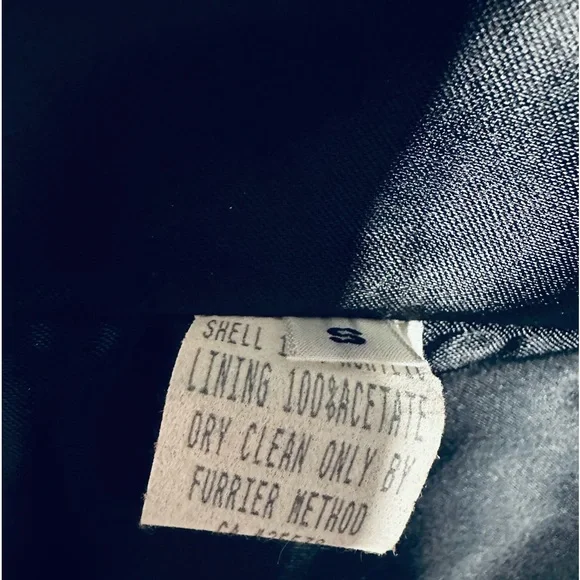 S
SHELL
LINING 100%ACETATE
DRY CLEAN ONLY BY
FURRIER METHOD